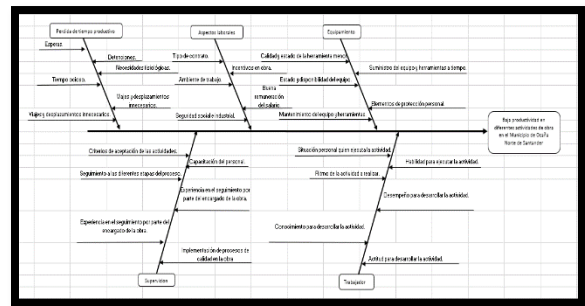 Perdida de tiempo productivo
Aspectos laborales
Equipamiento
Esperas.
Detenciones.
Necesidades fisiológicas.
Tiempo ocioso.
Viajes y desplazamientos
innecesarios.
Viajes y desplazamientos innecesarios.
Tipo de contrato
Incentivos en obra.
Ambiente de trabajo
Buena
remuneración
del salario.
Seguridad social e industrial.
Calidad y estado de la herramienta menor.
Suministro del equipo y herramientas a tiempo.
Estado y disponibilidad del equipo.
Elementos de protección personal
Mantenimiento del equipo y herramientas.
Baja productividad en
diferentes actividades de obra
en el Municipio de Ocaña
Norte de Santander
Criterios de aceptación de las actividades.
Capacitación del personal.
Seguimiento a las diferentes etapas del proceso.
Experiencia en el seguimiento por
parte del encargado de la obra.
Experiencia en el seguimiento por parte del
encargado de la obra.
Implementación de procesos de
calidad en la obra
Supervisión
Situación personal quien ejecuta la actividad.
Habilidad para ejecutar la actividad.
Ritmo de la actividad a realizar.
Desempeño para desarrollar la actividad.
Conocimiento para desarrollar la actividad.
Actitud para desarrollar la actividad.
Trabajador